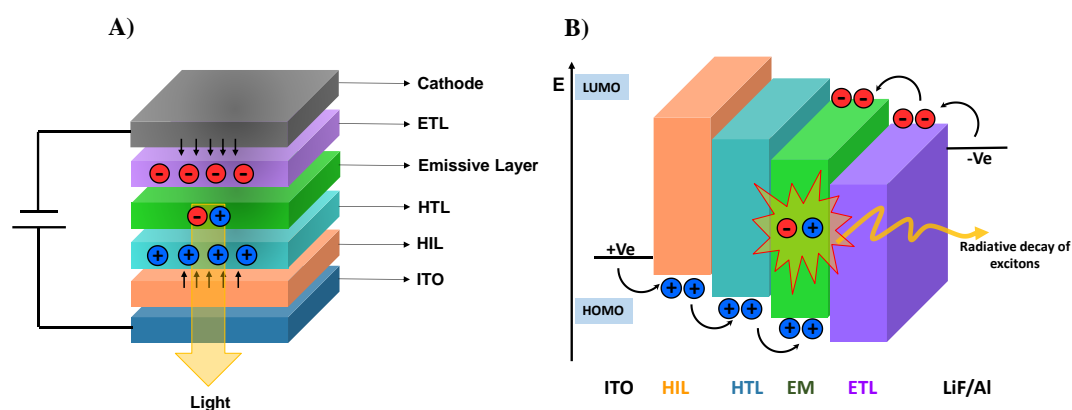 A)
Cathode
ETL
Emissive Layer
HTL
HIL
ITO
Light
B)
E
LUMO
HOMO
+Ve
-Ve
Radiative decay of
excitons
ITO HIL HTL EM ETL LiF/Al